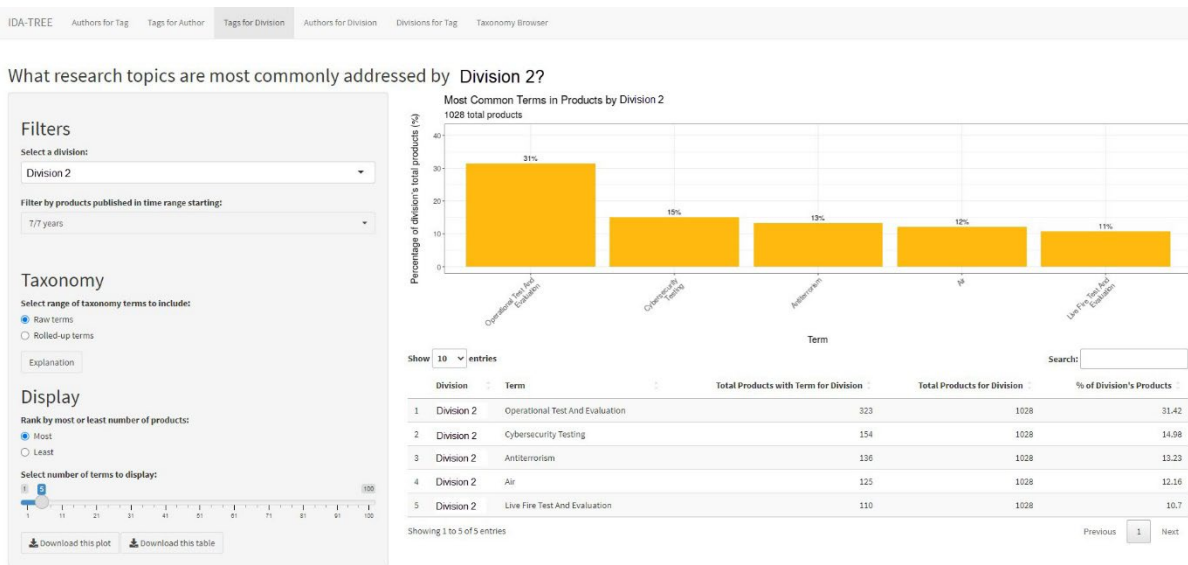 IDA-TREE Authors for Tag Tags for Author Tags for Division Authors for Division Divisions for Tag Taxonomy Browser
What research topics are most commonly addressed by Division 2?
Filters
Select a division:
Division 2
Filter by products published in time range starting:
7/7 years
Taxonomy
Select range of taxonomy terms to include:
Raw terms
Rolled-up terms
Explanation
Display
Rank by most or least number of products:
Most
Least
Select number of terms to display:
1 5 100
1 11 21 31 41 51 61 71 81 91 100
Download this plot Download this table
Most Common Terms in Products by Division 2
1028 total products
Percentage of division's total products (%)
40
30
20
10
0
31%
15%
13%
12%
11%
Operational Test And
Evaluation
Cybersecurity
Testing
Antiterrorism
Air
Live Fire Test And
Evaluation
Term
Show 10 entries
Search:
Division Term Total Products with Term for Division Total Products for Division % of Division's Products
1 Division 2 Operational Test And Evaluation 323 1028 31.42
2 Division 2 Cybersecurity Testing 154 1028 14.98
3 Division 2 Antiterrorism 136 1028 13.23
4 Division 2 Air 125 1028 12.16
5 Division 2 Live Fire Test And Evaluation 110 1028 10.7
Showing 1 to 5 of 5 entries
Previous 1 Next